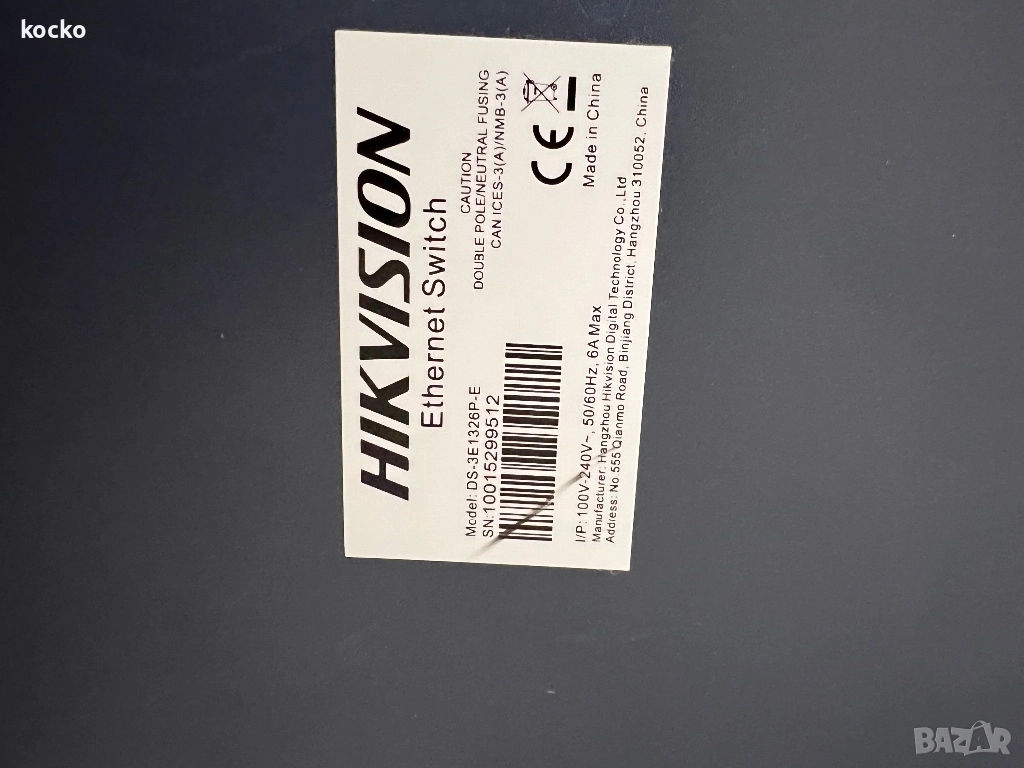 kocko
HIKVISION
Ethernet Switch
CAUTION
DOUBLE POLE/NEUTRAL FUSING
CAN ICES-3(A)/NMB-3(A)
Model: DS-3E1326P-E
SN:10015299512
CE
Made in China
I/P: 100V-240V~, 50/60Hz, 6A Max
Manufacturer: Hangzhou Hikvision Digital Technology Co.,Ltd
Address: No.555 Qianmo Road, Binjiang District, Hangzhou 310052, China
BAZAR